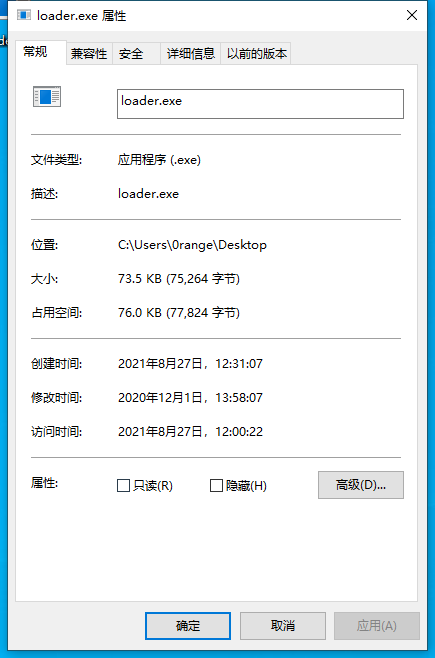 loader.exe 属性
常规 兼容性 安全 详细信息 以前的版本
loader.exe
文件类型: 应用程序 (.exe)
描述: loader.exe
位置: C:\Users\0range\Desktop
大小: 73.5 KB (75,264 字节)
占用空间: 76.0 KB (77,824 字节)
创建时间: 2021年8月27日，12:31:07
修改时间: 2020年12月1日，13:58:07
访问时间: 2021年8月27日，12:00:22
属性: 只读(R) 隐藏(H) 高级(D)...
确定 取消 应用(A)